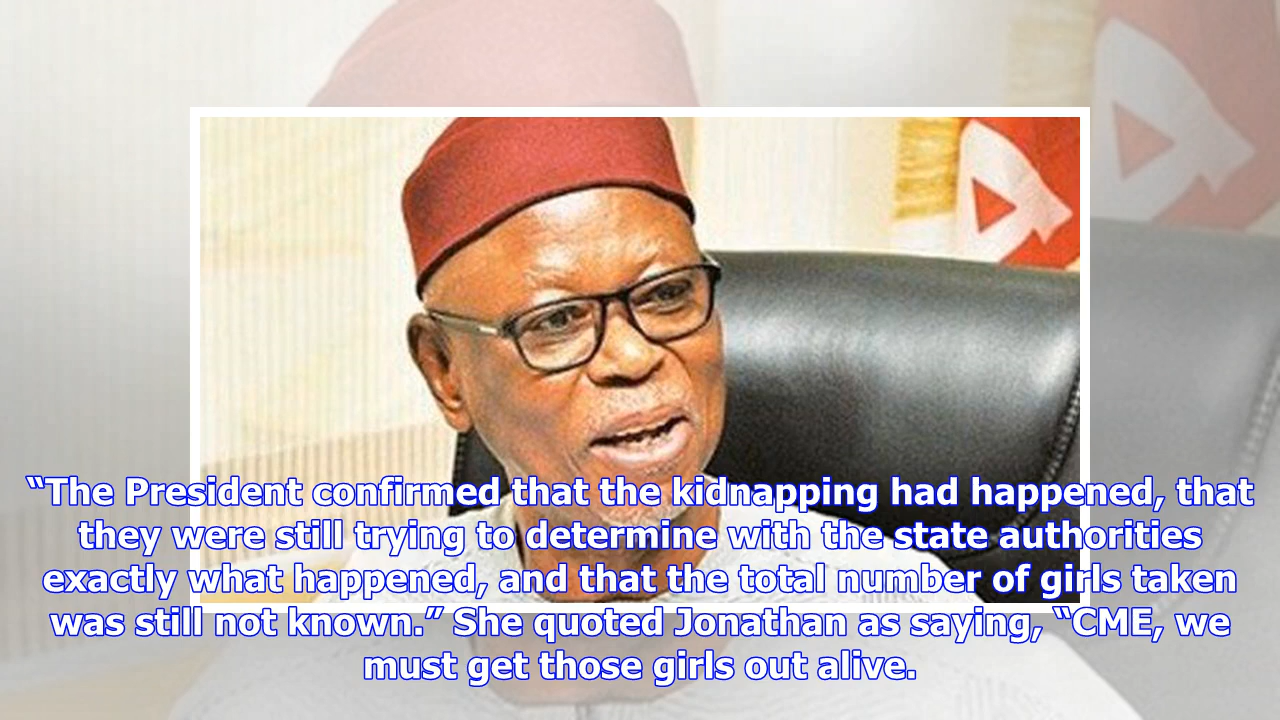 “The President confirmed that the kidnapping had happened, that
they were still trying to determine with the state authorities
exactly what happened, and that the total number of girls taken
was still not known.” She quoted Jonathan as saying, “CME, we
must get those girls out alive.